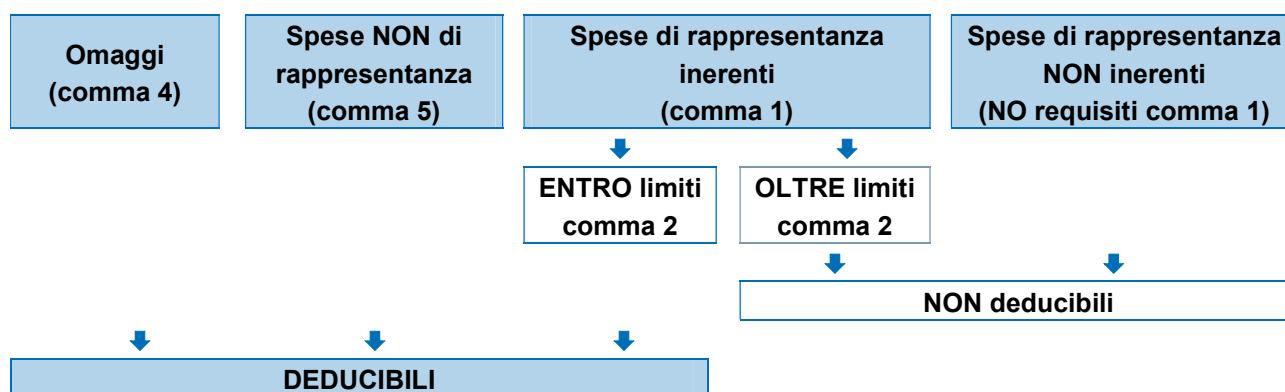 Omaggi
(comma 4)
Spese NON di
rappresentanza
(comma 5)
Spese di rappresentanza
inerenti
(comma 1)
Spese di rappresentanza
NON inerenti
(NO requisiti comma 1)
ENTRO limiti
comma 2
OLTRE limiti
comma 2
NON deducibili
DEDUCIBILI